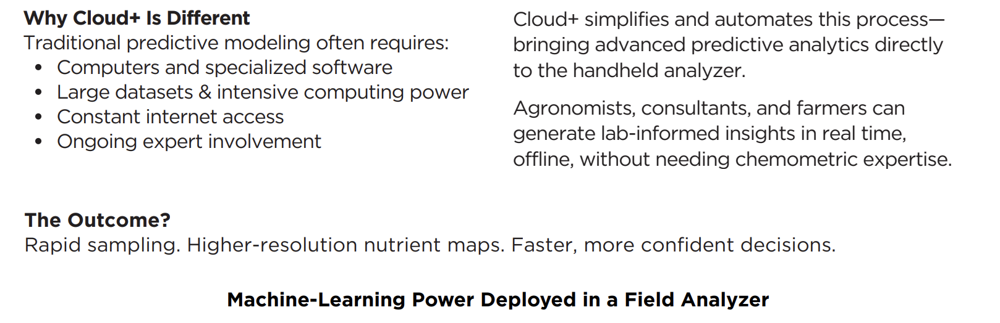 Why Cloud+ Is Different
Traditional predictive modeling often requires:
• Computers and specialized software
• Large datasets & intensive computing power
• Constant internet access
• Ongoing expert involvement
Cloud+ simplifies and automates this process—
bringing advanced predictive analytics directly
to the handheld analyzer.
Agronomists, consultants, and farmers can
generate lab-informed insights in real time,
offline, without needing chemometric expertise.
The Outcome?
Rapid sampling. Higher-resolution nutrient maps. Faster, more confident decisions.
Machine-Learning Power Deployed in a Field Analyzer